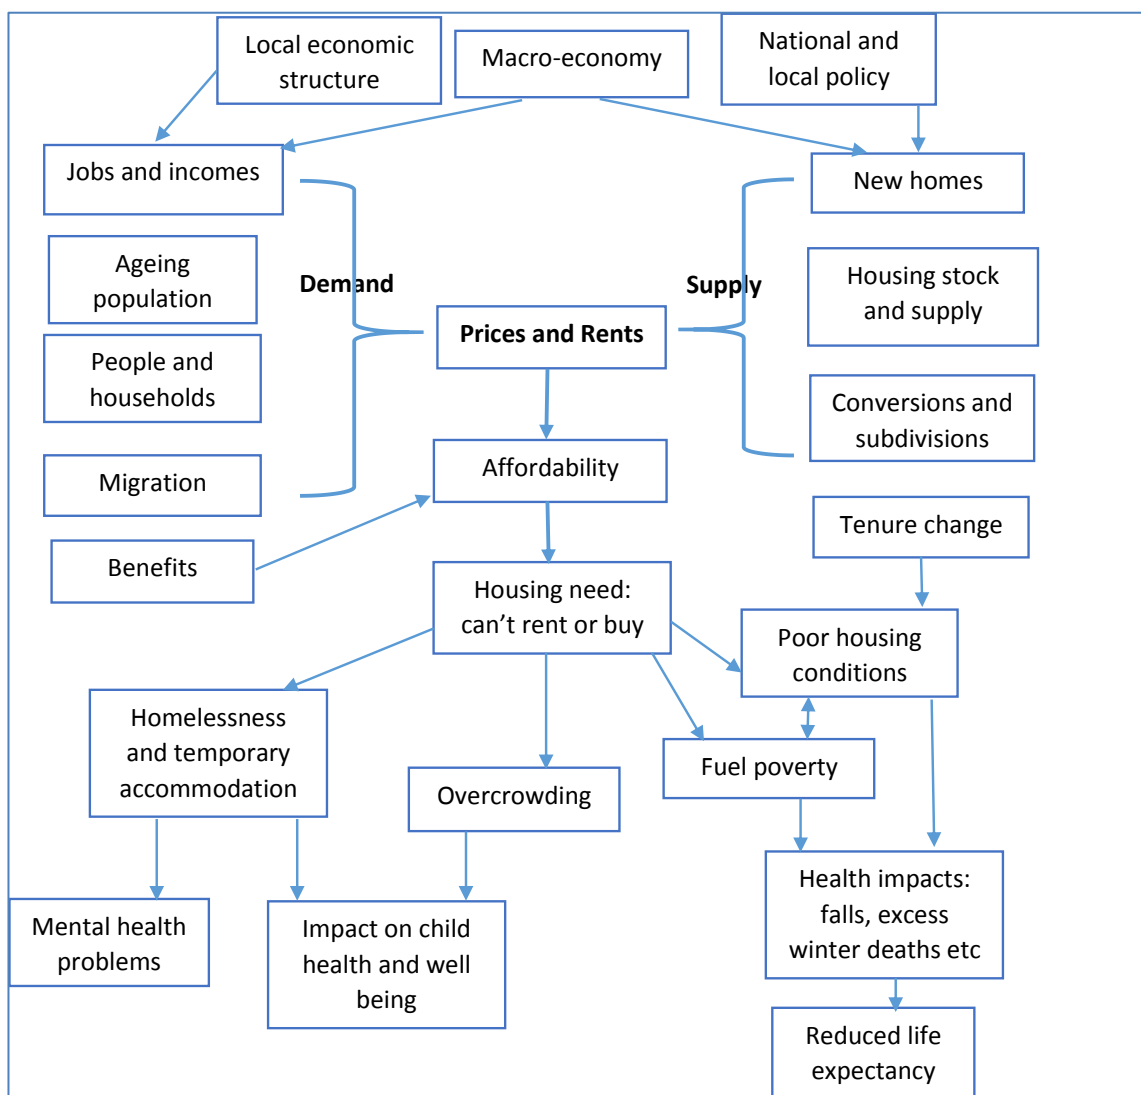 Local economic
structure
Macro-economy
National and
local policy
Jobs and incomes
New homes
Ageing
population
Demand
Supply
Housing stock
and supply
Prices and Rents
People and
households
Conversions and
subdivisions
Migration
Affordability
Tenure change
Benefits
Housing need:
can’t rent or buy
Poor housing
conditions
Homelessness
and temporary
accommodation
Overcrowding
Fuel poverty
Mental health
problems
Impact on child
health and well
being
Health impacts:
falls, excess
winter deaths etc
Reduced life
expectancy